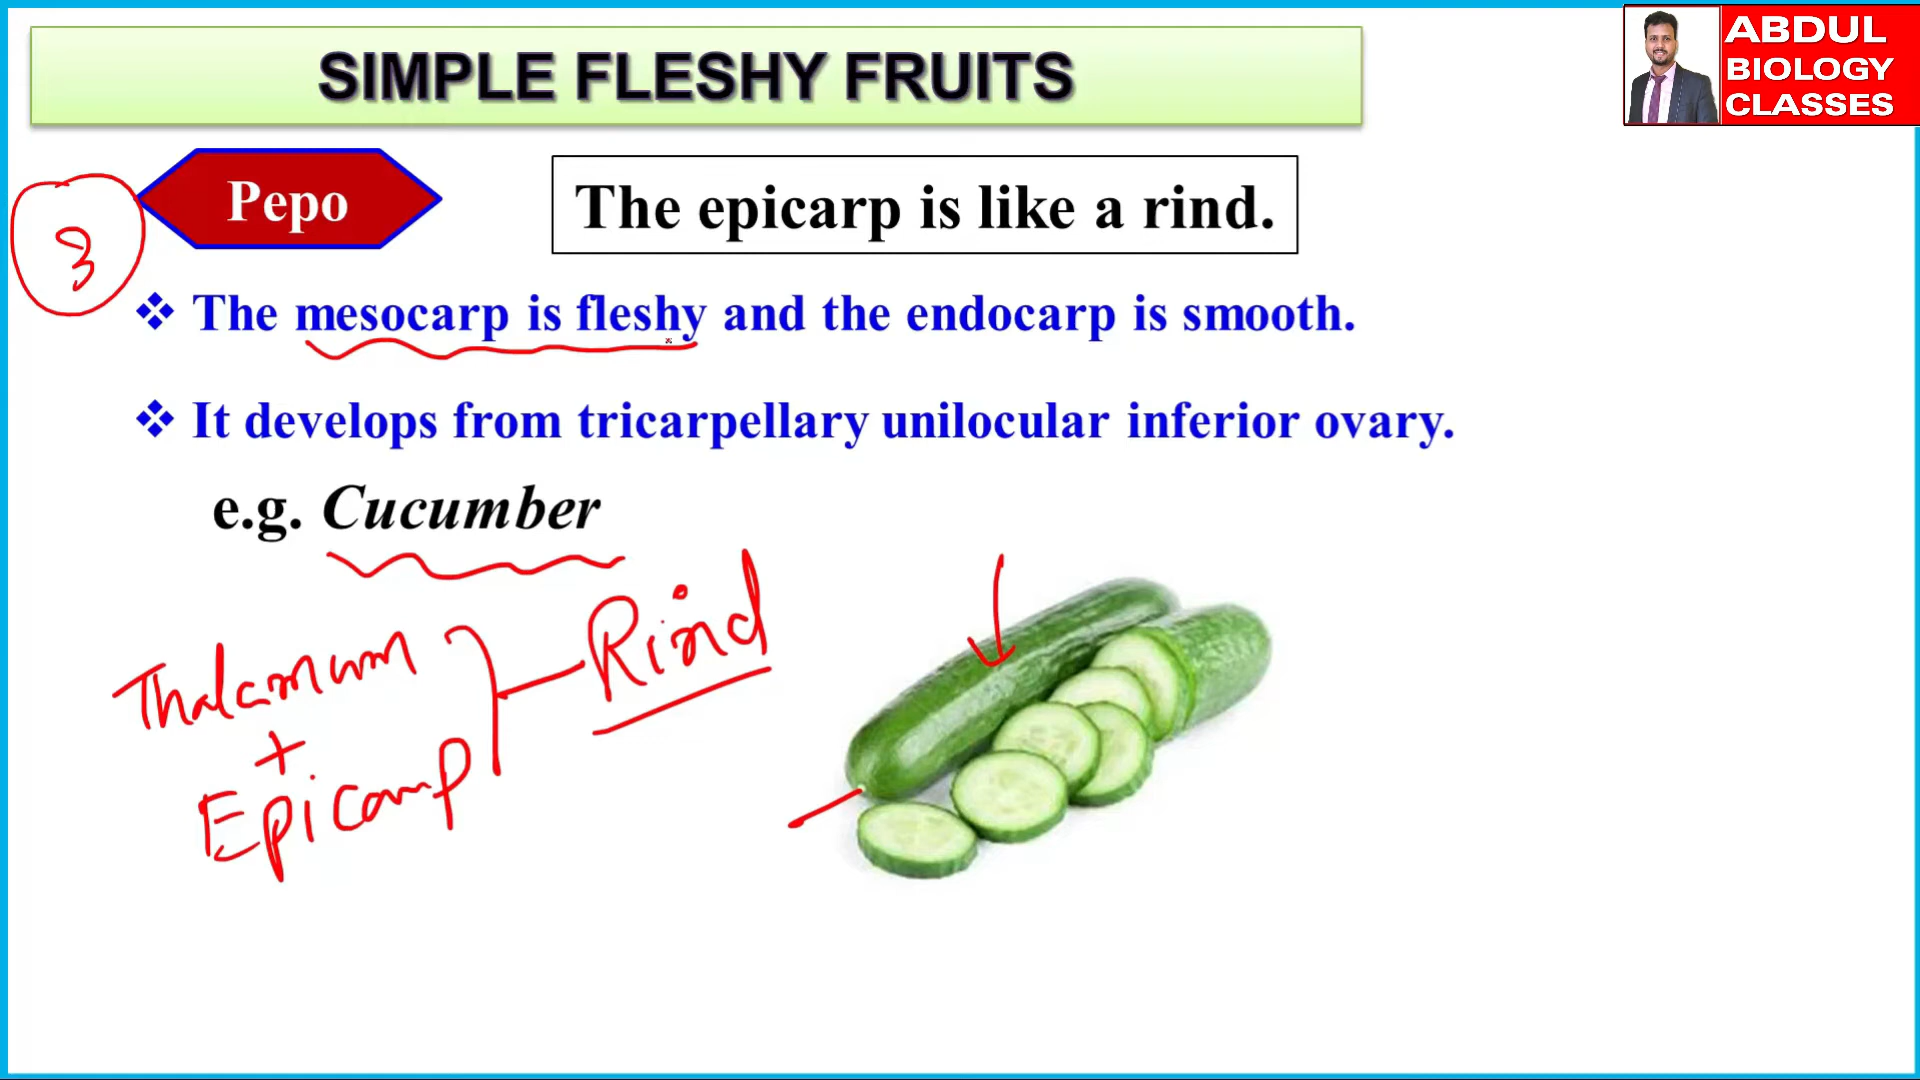 SIMPLE FLESHY FRUITS
ABDUL
BIOLOGY
CLASSES
3
Pepo
The epicarp is like a rind.
❖ The mesocarp is fleshy and the endocarp is smooth.
❖ It develops from tricarpellary unilocular inferior ovary.
e.g. Cucumber
Thalamum
+
Epicarp
Rind